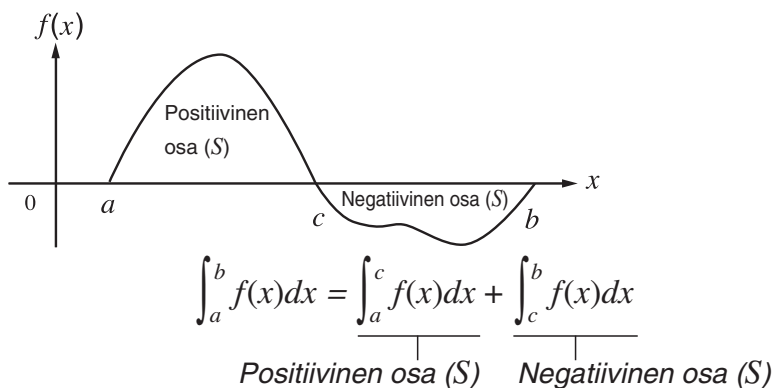 f(x)
Positiivinen
osa (S)
Negatiivinen osa (S)
x
0 a c b
∫_a^b f(x)dx = ∫_a^c f(x)dx + ∫_c^b f(x)dx
Positiivinen osa (S) Negatiivinen osa (S)